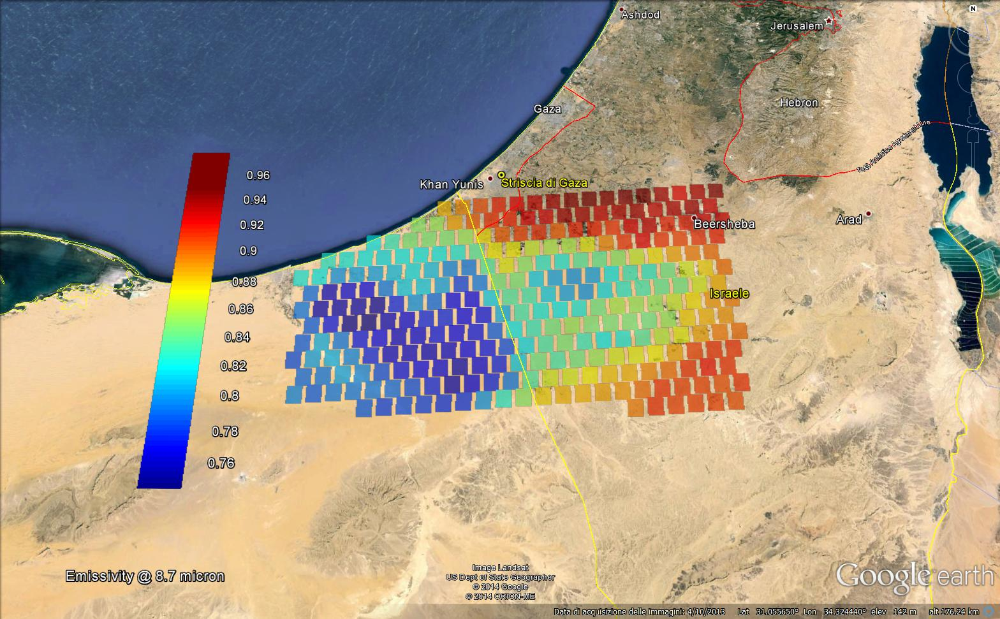 Ashdod
N
Jerusalem
Hebron
Gaza
1949 Armistice Agreement Line
0.96
Khan Yunis
Striscia di Gaza
0.94
Arad
0.92
Beersheba
0.9
0.88
Israele
0.86
0.84
0.82
0.8
0.78
0.76
Emissivity @ 8.7 micron
Image Landsat
US Dept of State Geographer
© 2014 Google
© 2014 ORION-ME
Google earth
Data di acquisizione delle immagini: 4/10/2013 Lat 31.055650° Lon 34.324440° elev 142 m alt 176.24 km